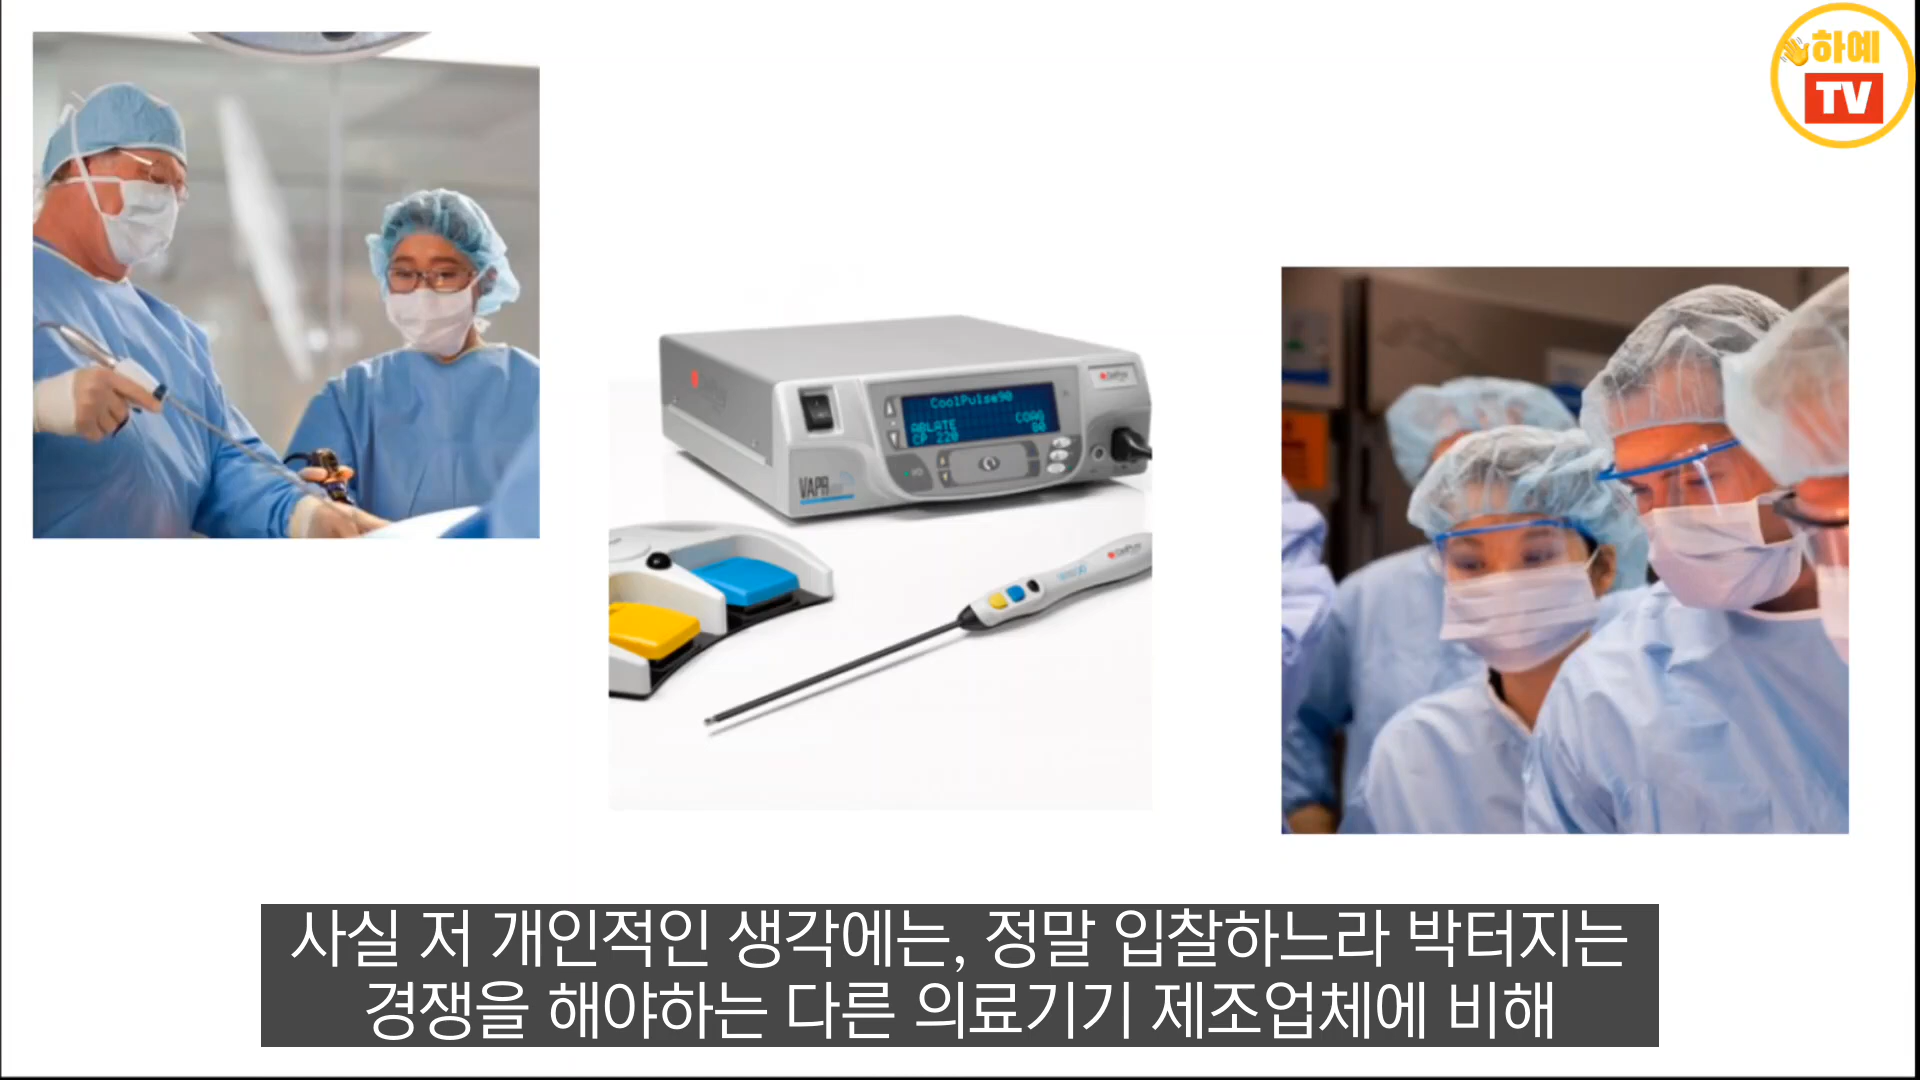 하예
TV
CoolPulse90
ABLATE
COAG
CP 220
80
VAPR
사실 저 개인적인 생각에는, 정말 입찰하느라 박터지는
경쟁을 해야하는 다른 의료기기 제조업체에 비해